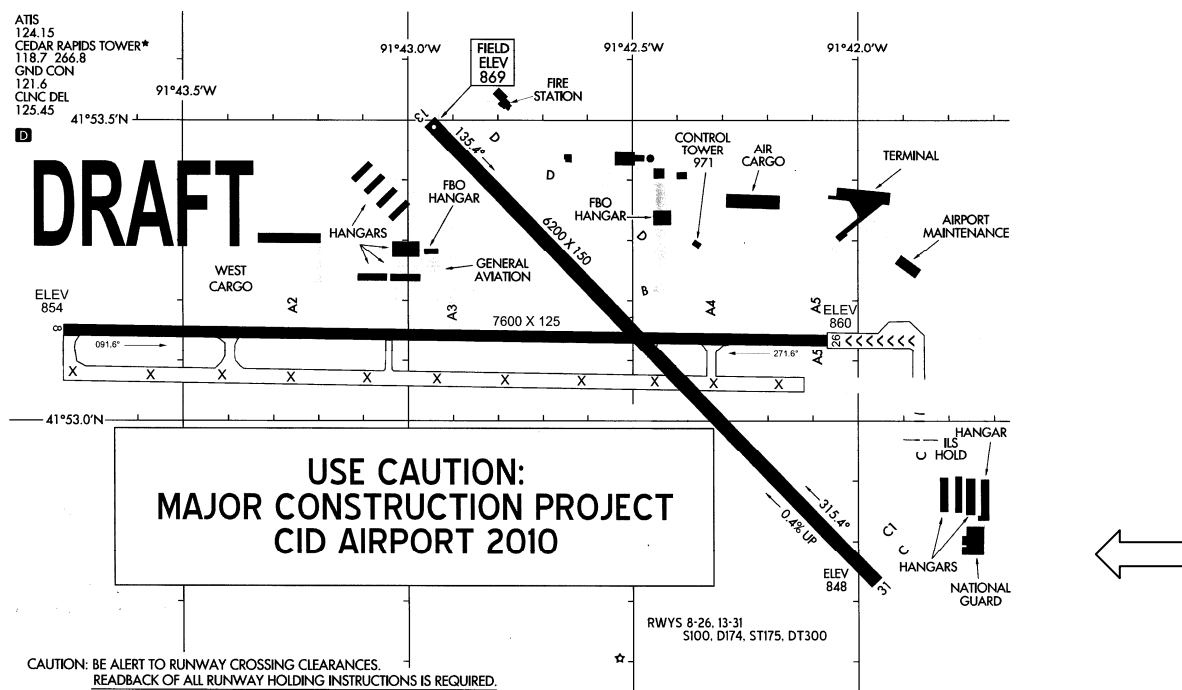 ATIS
124.15
CEDAR RAPIDS TOWER*
118.7 266.8
GND CON
121.6
CLNC DEL
125.45
D
91°43.5'W
91°43.0'W
91°42.5'W
91°42.0'W
41°53.5'N
FIELD
ELEV
869
FIRE
STATION
DRAFT
13
135.4°
D
D
CONTROL
TOWER
971
AIR
CARGO
TERMINAL
FBO
HANGAR
FBO
HANGAR
HANGARS
AIRPORT
MAINTENANCE
6200 X 150
D
B
WEST
CARGO
GENERAL
AVIATION
ELEV
854
A2
A3
A4
A5
ELEV
860
8
7600 X 125
26
091.6°
271.6°
A5
X X X X X X X X X X X
41°53.0'N
USE CAUTION:
MAJOR CONSTRUCTION PROJECT
CID AIRPORT 2010
ILS
HOLD
C
HANGAR
315.4°
0.4% UP
C1
C
HANGARS
NATIONAL
GUARD
ELEV
848
31
RWYS 8-26, 13-31
S100, D174, ST175, DT300
CAUTION: BE ALERT TO RUNWAY CROSSING CLEARANCES.
READBACK OF ALL RUNWAY HOLDING INSTRUCTIONS IS REQUIRED.